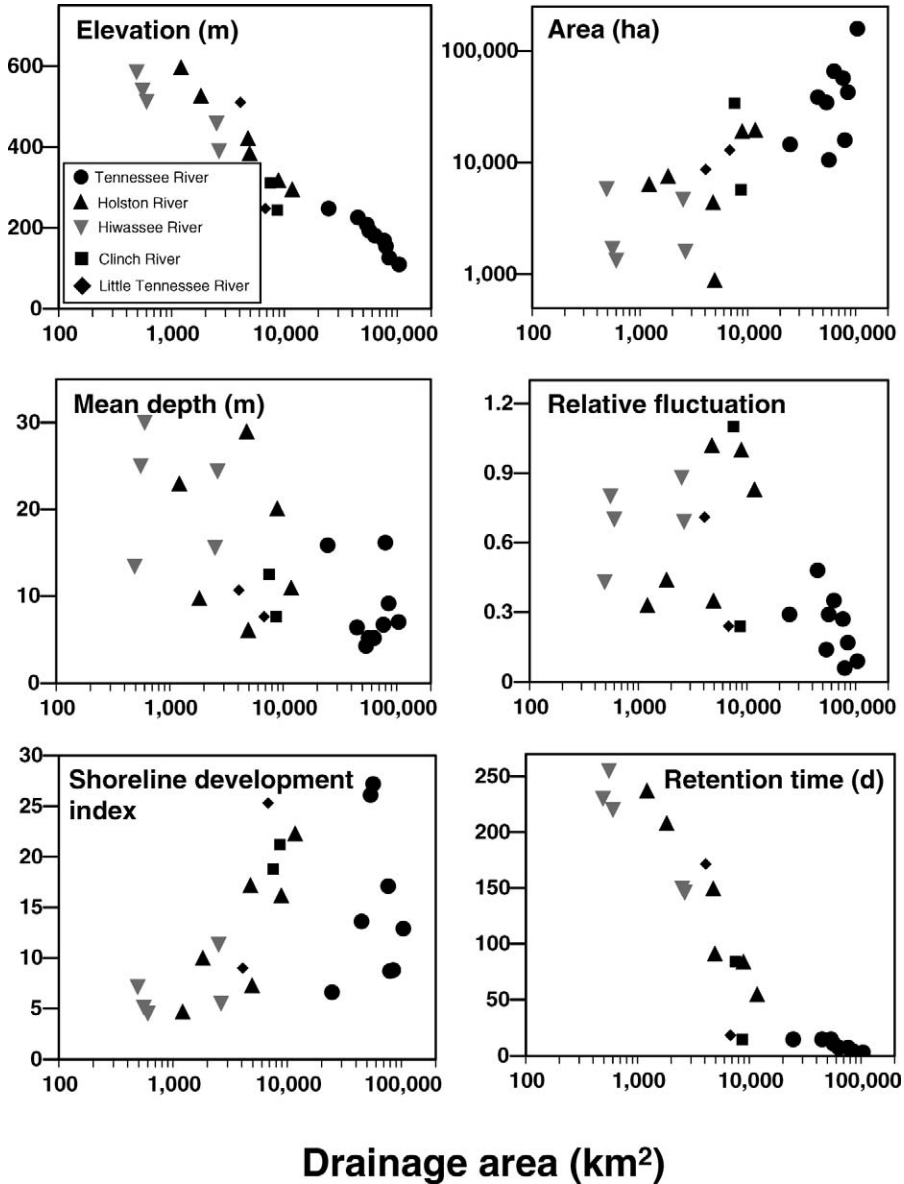 Elevation (m)
600
400
200
0
Tennessee River
Holston River
Hiwassee River
Clinch River
Little Tennessee River
100 1,000 10,000 100,000
Area (ha)
100,000
10,000
1,000
100 1,000 10,000 100,000
Mean depth (m)
30
20
10
0
100 1,000 10,000 100,000
Relative fluctuation
1.2
0.9
0.6
0.3
0
100 1,000 10,000 100,000
Shoreline development
index
30
25
20
15
10
5
0
100 1,000 10,000 100,000
Retention time (d)
250
200
150
100
50
0
100 1,000 10,000 100,000
Drainage area (km²)